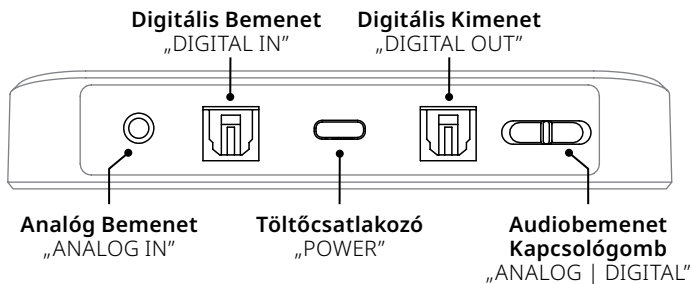 Digitális Bemenet
„DIGITAL IN”
Digitális Kimenet
„DIGITAL OUT”
Analóg Bemenet
„ANALOG IN”
Töltőcsatlakozó
„POWER”
Audiobemenet
Kapcsológomb
„ANALOG | DIGITAL”